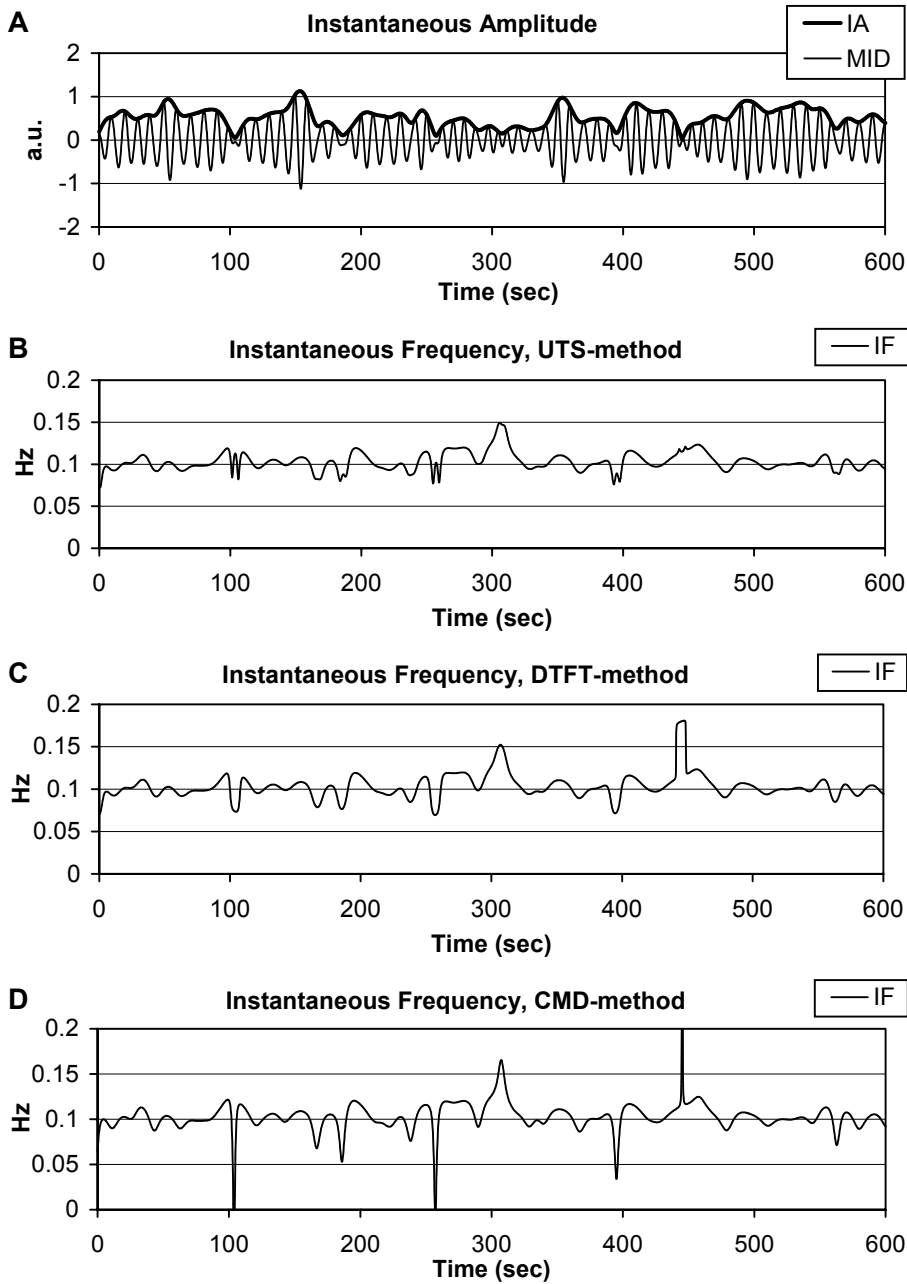 A
Instantaneous Amplitude
IA
MID
2
1
0
-1
-2
a.u.
0 100 200 300 400 500 600
Time (sec)
B
Instantaneous Frequency, UTS-method
IF
0.2
0.15
0.1
0.05
0
Hz
0 100 200 300 400 500 600
Time (sec)
C
Instantaneous Frequency, DTFT-method
IF
0.2
0.15
0.1
0.05
0
Hz
0 100 200 300 400 500 600
Time (sec)
D
Instantaneous Frequency, CMD-method
IF
0.2
0.15
0.1
0.05
0
Hz
0 100 200 300 400 500 600
Time (sec)